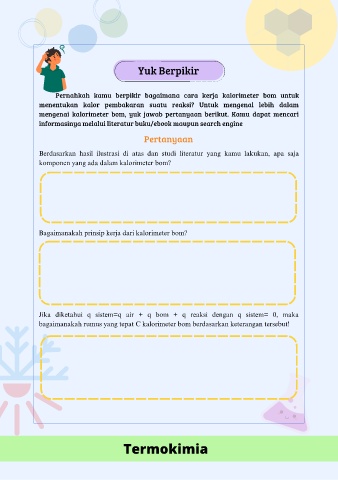 Yuk Berpikir
Pernahkah kamu berpikir bagaimana cara kerja kalorimeter bom untuk
menentukan kalor pembakaran suatu reaksi? Untuk mengenal lebih dalam
mengenai kalorimeter bom, yuk jawab pertanyaan berikut. Kamu dapat mencari
informasinya melalui literatur buku/ebook maupun search engine
Pertanyaan
Berdasarkan hasil ilustrasi di atas dan studi literatur yang kamu lakukan, apa saja
komponen yang ada dalam kalorimeter bom?
Bagaimanakah prinsip kerja dari kalorimeter bom?
Jika diketahui q sistem=q air + q bom + q reaksi dengan q sistem= 0, maka
bagaimanakah rumus yang tepat C kalorimeter bom berdasarkan keterangan tersebut!
Termokimia